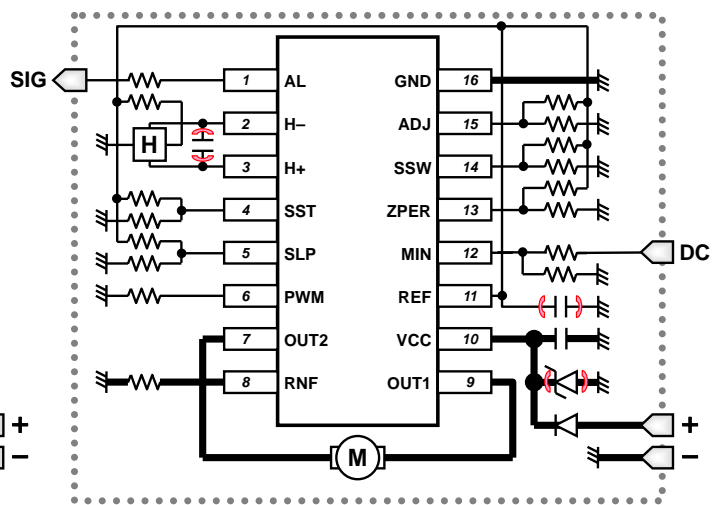 SIG
1 AL
2 H–
H
3 H+
4 SST
5 SLP
6 PWM
7 OUT2
8 RNF
GND 16
ADJ 15
SSW 14
ZPER 13
MIN 12
DC
REF 11
VCC 10
OUT1 9
+
–
M
+
–